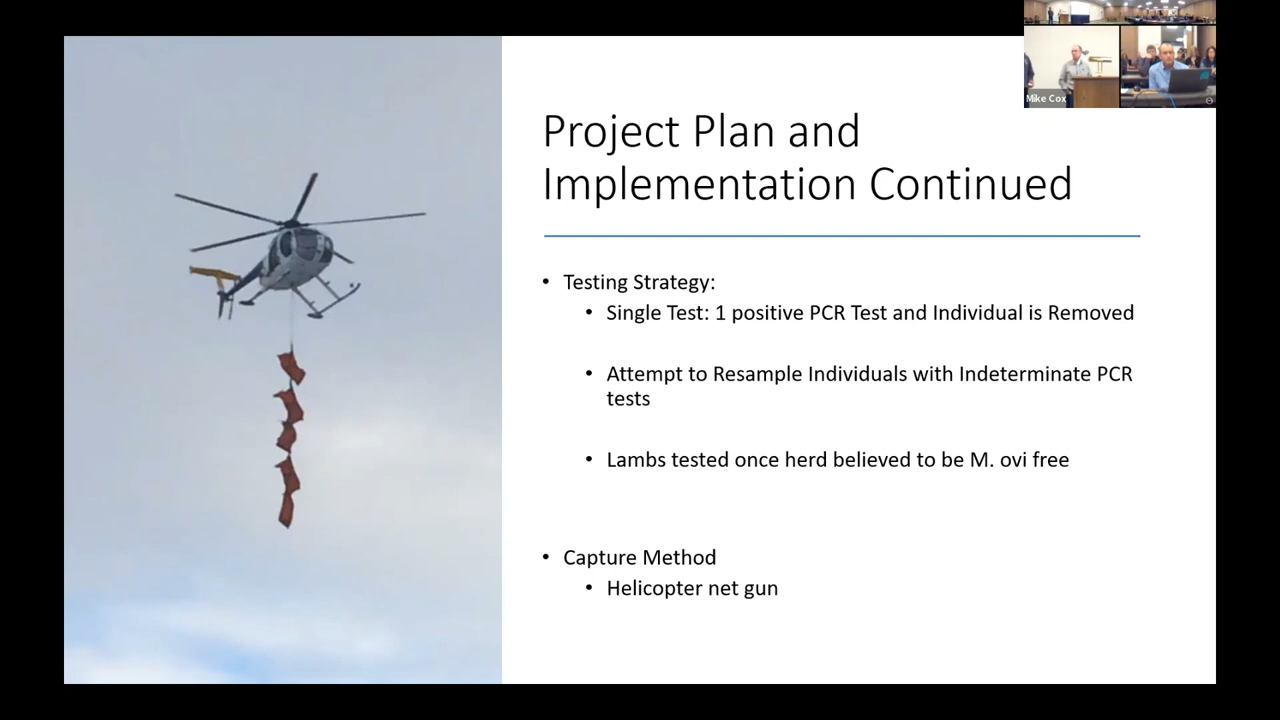 Mike Cox
Project Plan and
Implementation Continued
• Testing Strategy:
• Single Test: 1 positive PCR Test and Individual is Removed
• Attempt to Resample Individuals with Indeterminate PCR
tests
• Lambs tested once herd believed to be M. ovi free
• Capture Method
• Helicopter net gun